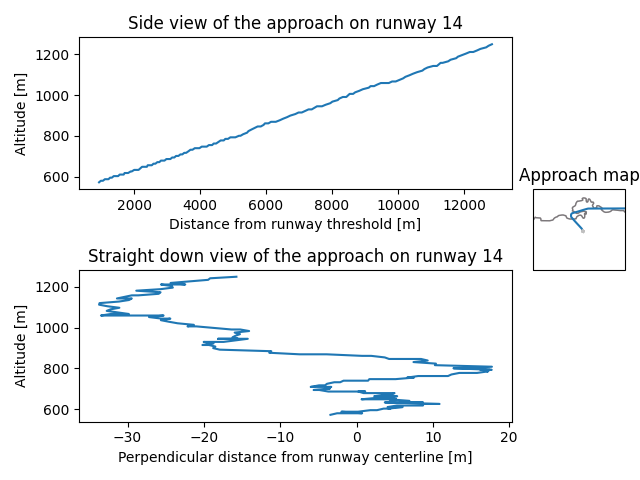 Side view of the approach on runway 14
1200
1000
800
600
Altitude [m]
2000 4000 6000 8000 10000 12000
Distance from runway threshold [m]
Approach map
Straight down view of the approach on runway 14
1200
1000
800
600
Altitude [m]
−30 −20 −10 0 10 20
Perpendicular distance from runway centerline [m]